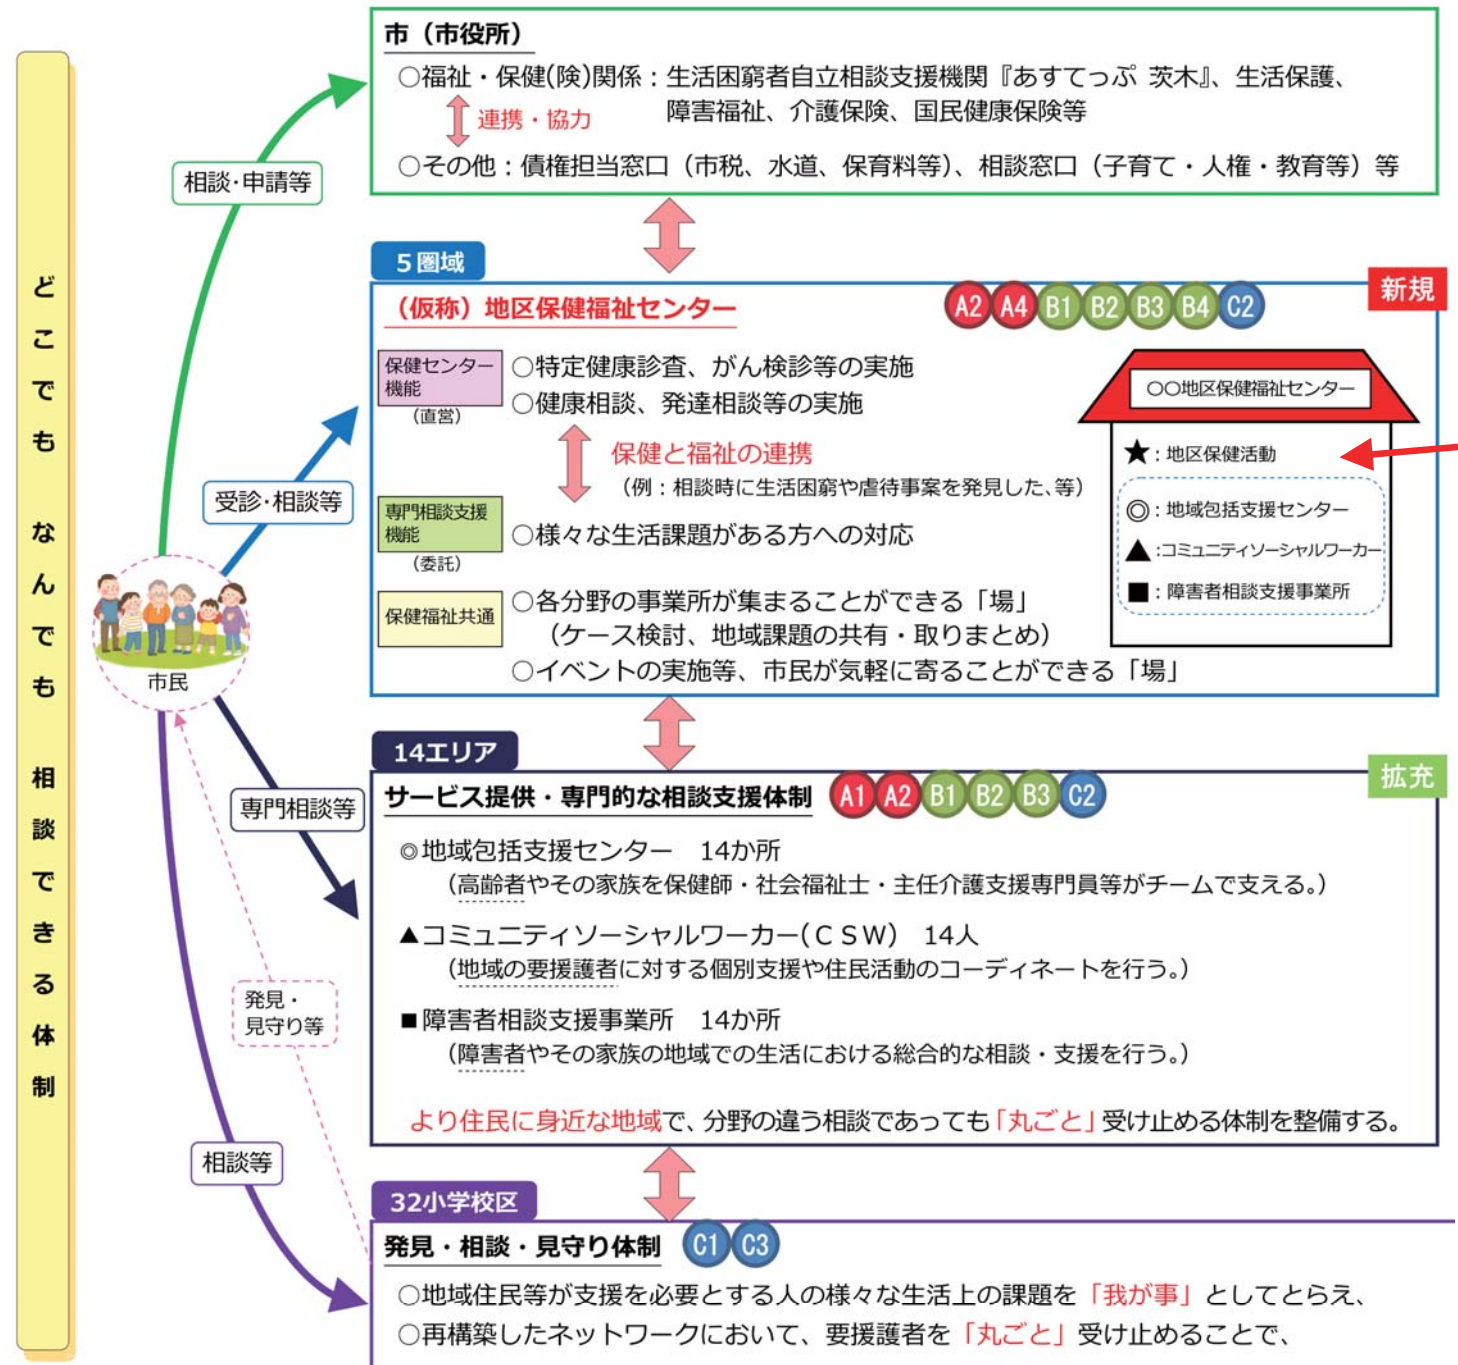 どこでも なんでも 相談できる体制
市（市役所）
○福祉・保健(険)関係：生活困窮者自立相談支援機関『あすてっぷ 茨木』、生活保護、
障害福祉、介護保険、国民健康保険等
連携・協力
○その他：債権担当窓口（市税、水道、保育料等）、相談窓口（子育て・人権・教育等）等
相談・申請等
5圏域
新規
（仮称）地区保健福祉センター
A2 A4 B1 B2 B3 B4 C2
保健センター
機能
（直営）
○特定健康診査、がん検診等の実施
○健康相談、発達相談等の実施
保健と福祉の連携
（例：相談時に生活困窮や虐待事案を発見した、等）
専門相談支援
機能
（委託）
○様々な生活課題がある方への対応
保健福祉共通
○各分野の事業所が集まることができる「場」
（ケース検討、地域課題の共有・取りまとめ）
○イベントの実施等、市民が気軽に寄ることができる「場」
〇〇地区保健福祉センター
★：地区保健活動
◎：地域包括支援センター
▲：コミュニティソーシャルワーカー
■：障害者相談支援事業所
受診・相談等
市民
14エリア
拡充
サービス提供・専門的な相談支援体制
A1 A2 B1 B2 B3 C2
専門相談等
◎地域包括支援センター 14か所
（高齢者やその家族を保健師・社会福祉士・主任介護支援専門員等がチームで支える。）
▲コミュニティソーシャルワーカー(ＣＳＷ) 14人
（地域の要援護者に対する個別支援や住民活動のコーディネートを行う。）
■障害者相談支援事業所 14か所
（障害者やその家族の地域での生活における総合的な相談・支援を行う。）
より住民に身近な地域で、分野の違う相談であっても「丸ごと」受け止める体制を整備する。
発見・
見守り等
相談等
32小学校区
発見・相談・見守り体制
C1 C3
○地域住民等が支援を必要とする人の様々な生活上の課題を「我が事」としてとらえ、
○再構築したネットワークにおいて、要援護者を「丸ごと」受け止めることで、